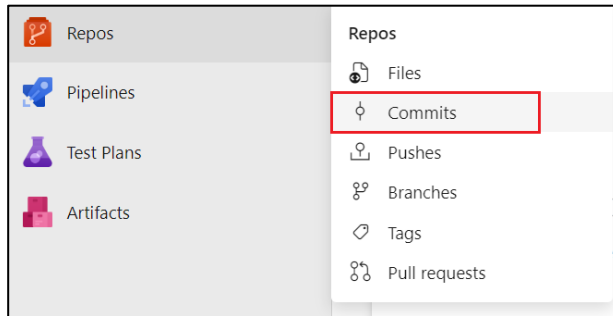 Repos
Pipelines
Test Plans
Artifacts
Repos
Files
Commits
Pushes
Branches
Tags
Pull requests